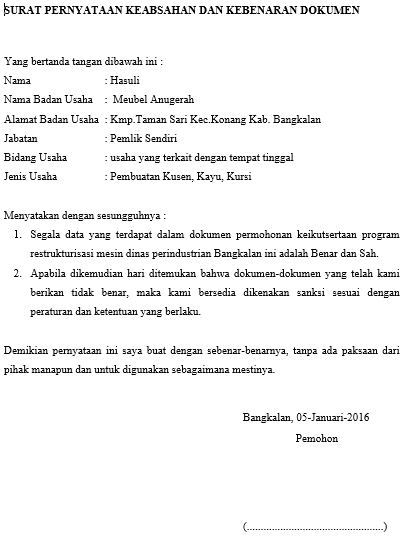 SURAT PERNYATAAN KEABSAHAN DAN KEBENARAN DOKUMEN
Yang bertanda tangan dibawah ini :
Nama : Hasuli
Nama Badan Usaha : Meubel Anugerah
Alamat Badan Usaha : Kmp.Taman Sari Kec.Konang Kab. Bangkalan
Jabatan : Pemlik Sendiri
Bidang Usaha : usaha yang terkait dengan tempat tinggal
Jenis Usaha : Pembuatan Kusen, Kayu, Kursi
Menyatakan dengan sesungguhnya :
1. Segala data yang terdapat dalam dokumen permohonan keikutsertaan program
restrukturisasi mesin dinas perindustrian Bangkalan ini adalah Benar dan Sah.
2. Apabila dikemudian hari ditemukan bahwa dokumen-dokumen yang telah kami
berikan tidak benar, maka kami bersedia dikenakan sanksi sesuai dengan
peraturan dan ketentuan yang berlaku.
Demikian pernyataan ini saya buat dengan sebenar-benarnya, tanpa ada paksaan dari
pihak manapun dan untuk digunakan sebagaimana mestinya.
Bangkalan, 05-Januari-2016
Pemohon
(.................................................)